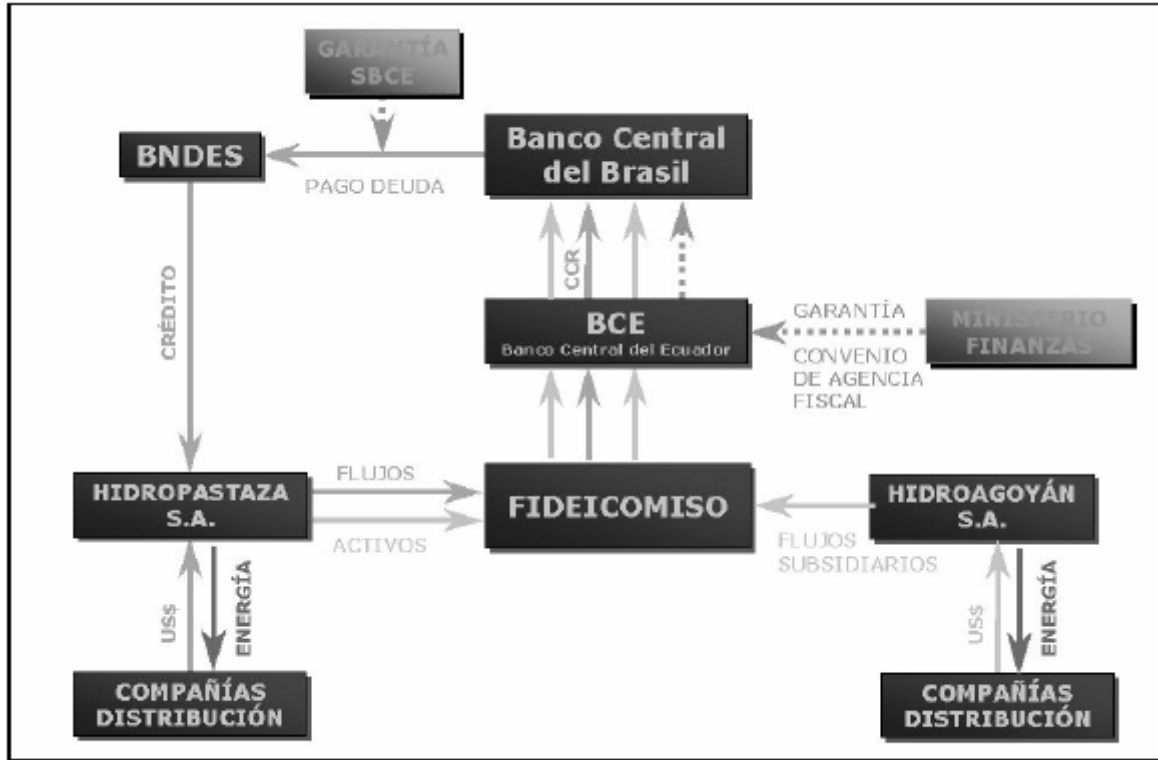 GARANTÍA
SBCE
BNDES
Banco Central
del Brasil
PAGO DEUDA
CRÉDITO
CCR
BCE
Banco Central del Ecuador
GARANTÍA
CONVENIO
DE AGENCIA
FISCAL
MINISTERIO
FINANZAS
HIDROPASTAZA
S.A.
FLUJOS
ACTIVOS
FIDEICOMISO
FLUJOS
SUBSIDIARIOS
HIDROAGOYÁN
S.A.
US$
ENERGÍA
US$
ENERGÍA
COMPAÑÍAS
DISTRIBUCIÓN
COMPAÑÍAS
DISTRIBUCIÓN